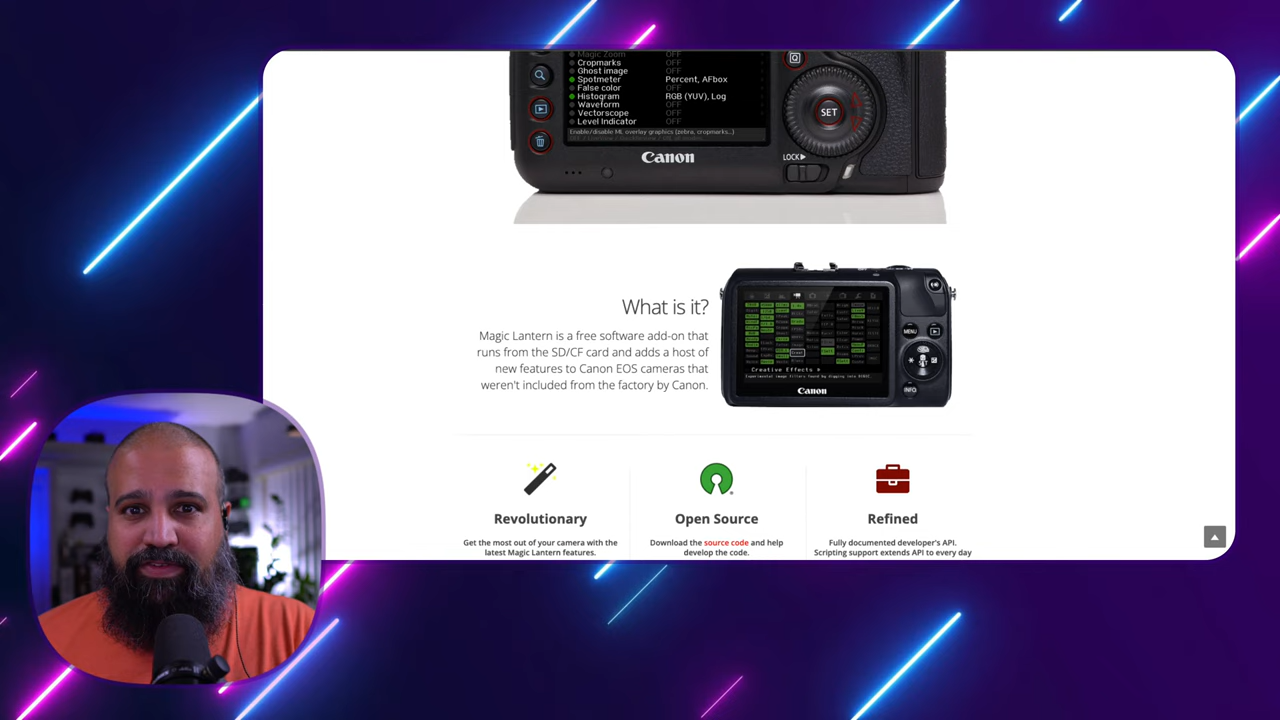 Magic Zoom OFF
Cropmarks OFF
Ghost image OFF
Spotmeter Percent, AFbox
False color OFF
Histogram RGB (YUV), Log
Waveform OFF
Vectorscope OFF
Level Indicator OFF
Enable/disable ML overlay graphics (zebra, cropmarks...)
Q
SET
LOCK
Canon
What is it?
Magic Lantern is a free software add-on that
runs from the SD/CF card and adds a host of
new features to Canon EOS cameras that
weren't included from the factory by Canon.
Creative Effects
MENU
INFO
Canon
Revolutionary
Get the most out of your camera with the
latest Magic Lantern features.
Open Source
Download the source code and help
develop the code.
Refined
Fully documented developer's API.
Scripting support extends API to every day